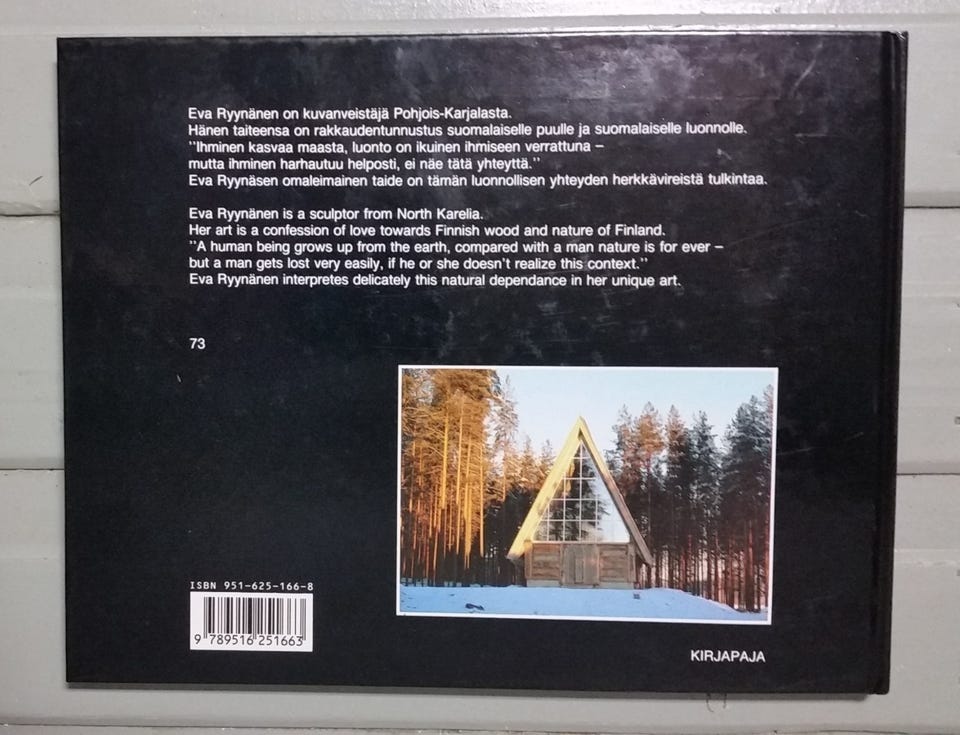 Eva Ryynänen on kuvanveistäjä Pohjois-Karjalasta.
Hänen taiteensa on rakkaudentunnustus suomalaiselle puulle ja suomalaiselle luonnolle.
"Ihminen kasvaa maasta, luonto on ikuinen ihmiseen verrattuna –
mutta ihminen harhautuu helposti, ei näe tätä yhteyttä."
Eva Ryynäsen omaleimainen taide on tämän luonnollisen yhteyden herkkävireistä tulkintaa.
Eva Ryynänen is a sculptor from North Karelia.
Her art is a confession of love towards Finnish wood and nature of Finland.
"A human being grows up from the earth, compared with a man nature is for ever –
but a man gets lost very easily, if he or she doesn't realize this context."
Eva Ryynänen interpretes delicately this natural dependance in her unique art.
73
ISBN 951-625-166-8
9 789516 251663
KIRJAPAJA